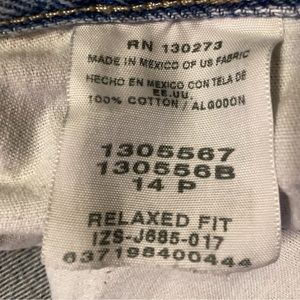 RN 130273
MADE IN MEXICO OF US FABRIC
HECHO EN MEXICO CON TELA DE
EE.UU.
100% COTTON / ALGODON
1305567
130556B
14 P
RELAXED FIT
IZS-J685-017
637198400444